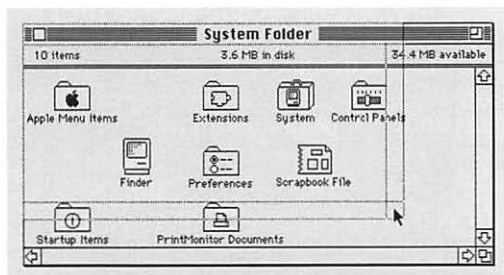 System Folder
10 items 3.6 MB in disk 34.4 MB available
Apple Menu Items Extensions System Control Panels
Finder Preferences Scrapbook File
Startup Items PrintMonitor Documents